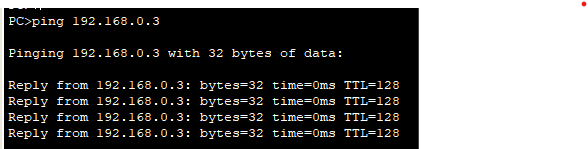 PC>ping 192.168.0.3
Pinging 192.168.0.3 with 32 bytes of data:
Reply from 192.168.0.3: bytes=32 time=0ms TTL=128
Reply from 192.168.0.3: bytes=32 time=0ms TTL=128
Reply from 192.168.0.3: bytes=32 time=0ms TTL=128
Reply from 192.168.0.3: bytes=32 time=0ms TTL=128